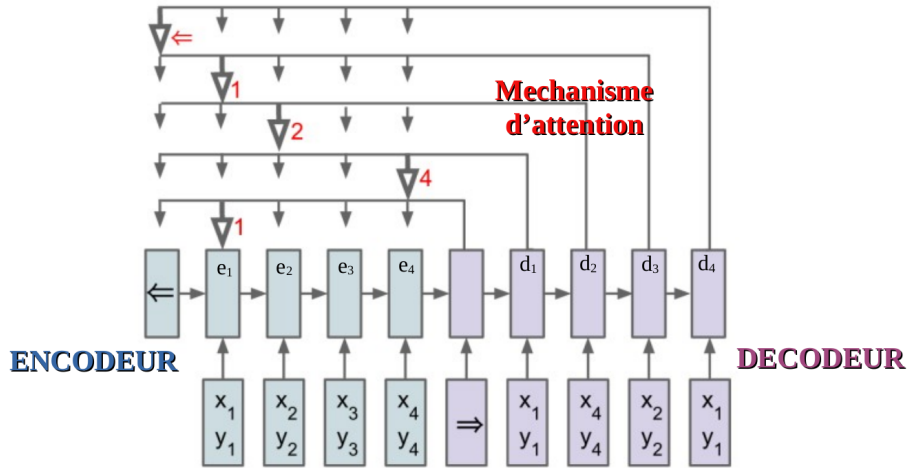 ⇐
1
Mechanisme
d’attention
2
4
1
⇐ e1 e2 e3 e4 d1 d2 d3 d4
ENCODEUR DECODEUR
x1 x2 x3 x4 ⇒ x1 x4 x2 x1
y1 y2 y3 y4 y1 y4 y2 y1